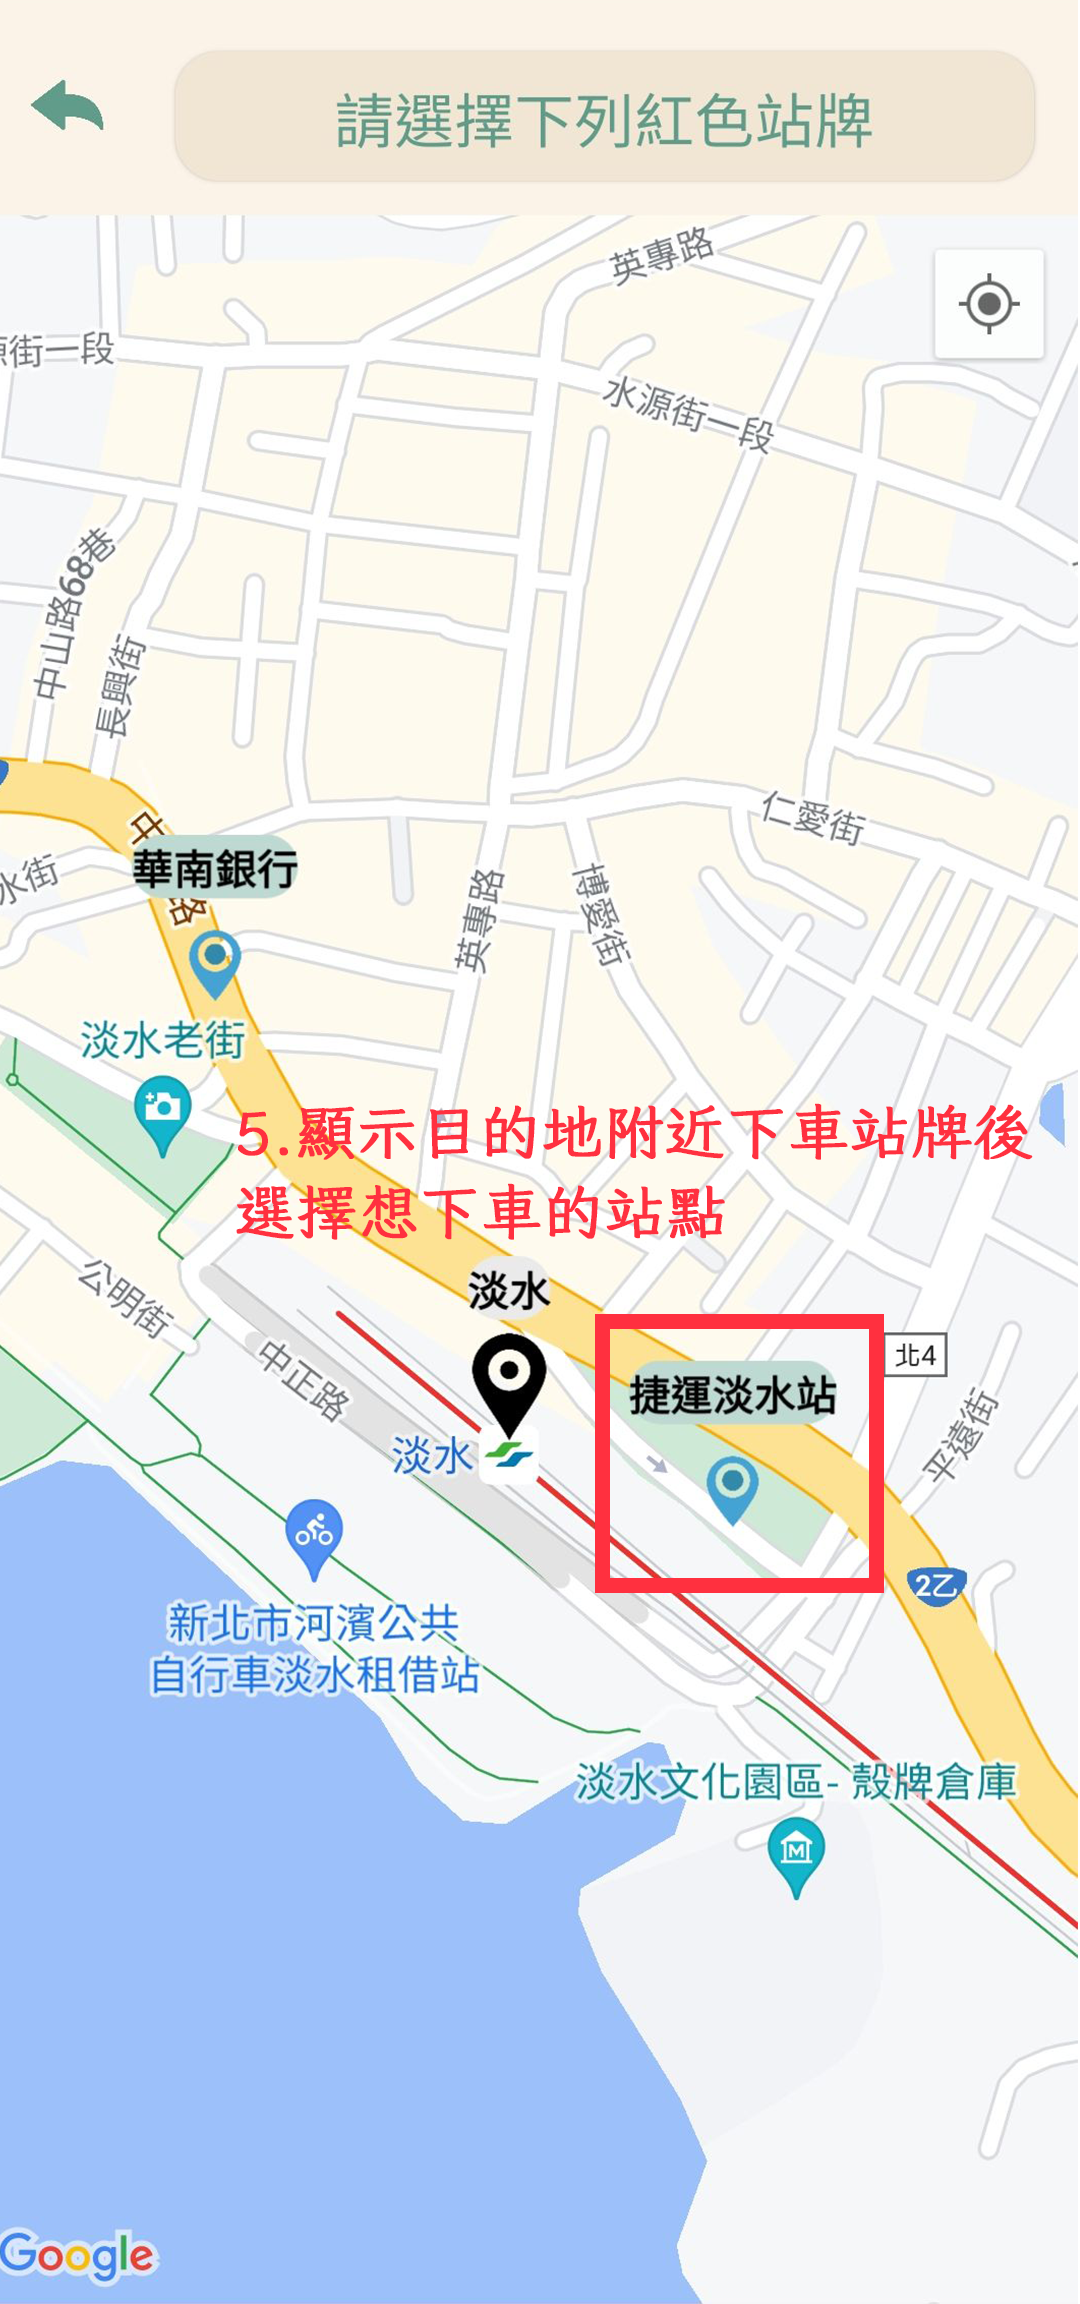 請選擇下列紅色站牌
英專路
源街一段
水源街一段
中山路68巷
長興街
仁愛街
華南銀行
水街
英專路
博愛街
淡水老街
5.顯示目的地附近下車站牌後
選擇想下車的站點
公明街
淡水
北4
中正路
捷運淡水站
平遠街
淡水
2乙
新北市河濱公共
自行車淡水租借站
淡水文化園區- 殼牌倉庫
Google